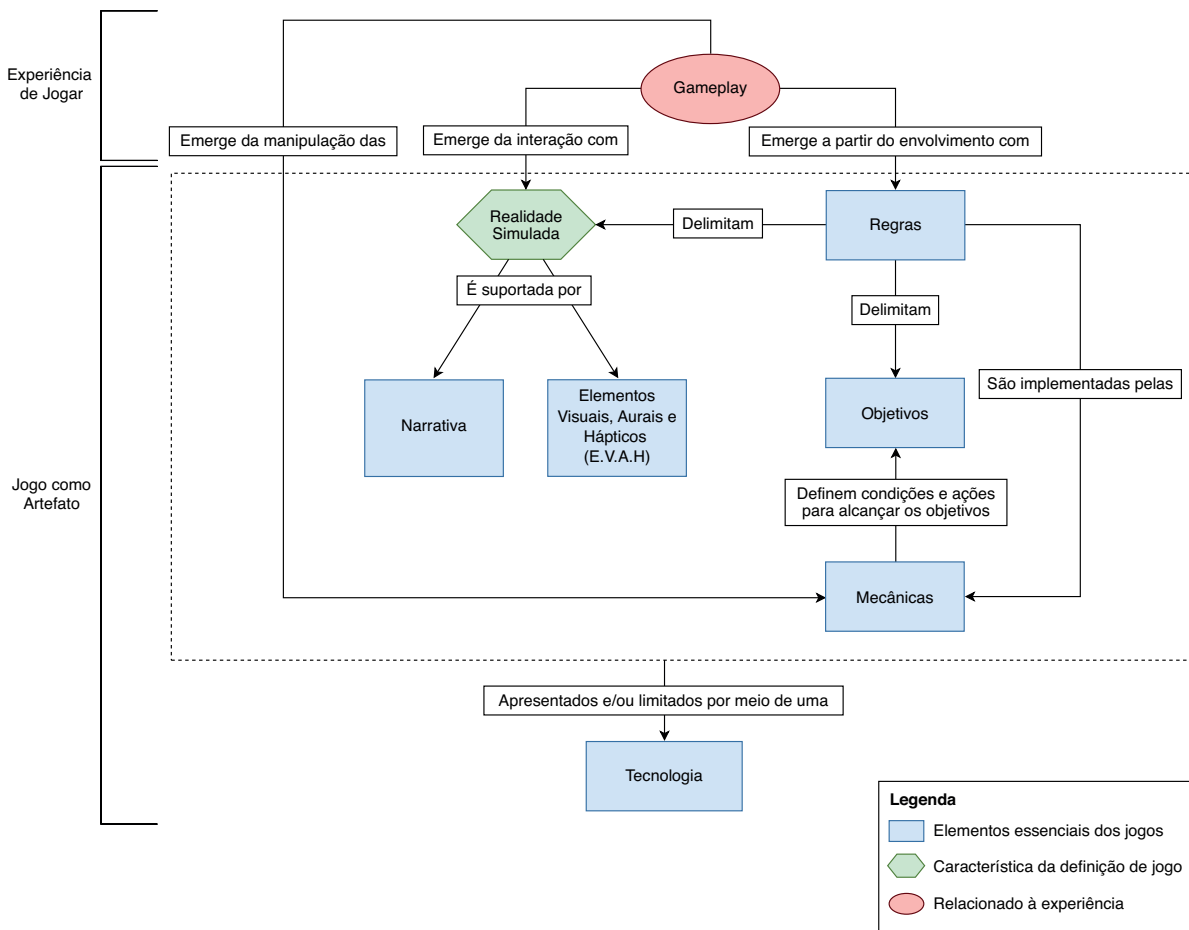 Experiência
de Jogar
Gameplay
Emerge da manipulação das
Emerge da interação com
Emerge a partir do envolvimento com
Realidade
Simulada
Delimitam
Regras
É suportada por
Delimitam
Narrativa
Elementos
Visuais, Aurais e
Hápticos
(E.V.A.H)
Objetivos
São implementadas pelas
Jogo como
Artefato
Definem condições e ações
para alcançar os objetivos
Mecânicas
Apresentados e/ou limitados por meio de uma
Tecnologia
Legenda
Elementos essenciais dos jogos
Característica da definição de jogo
Relacionado à experiência